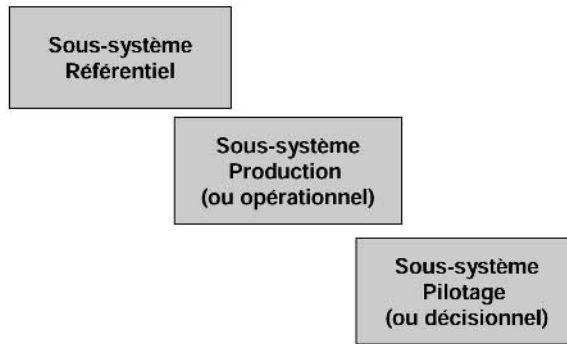 Sous-système
Référentiel
Sous-système
Production
(ou opérationnel)
Sous-système
Pilotage
(ou décisionnel)